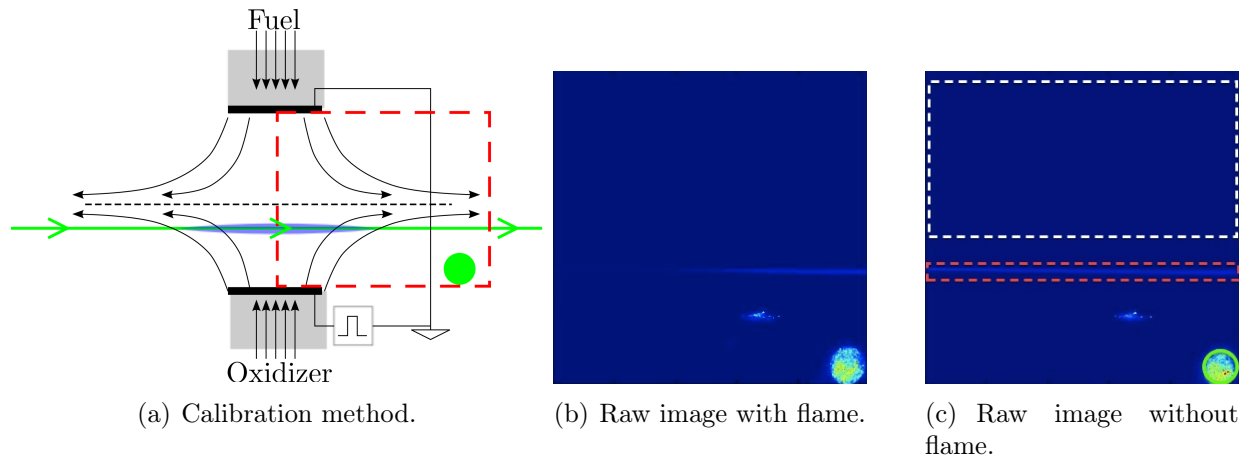 Fuel
Oxidizer
(a) Calibration method.
(b) Raw image with flame.
(c) Raw image without
flame.